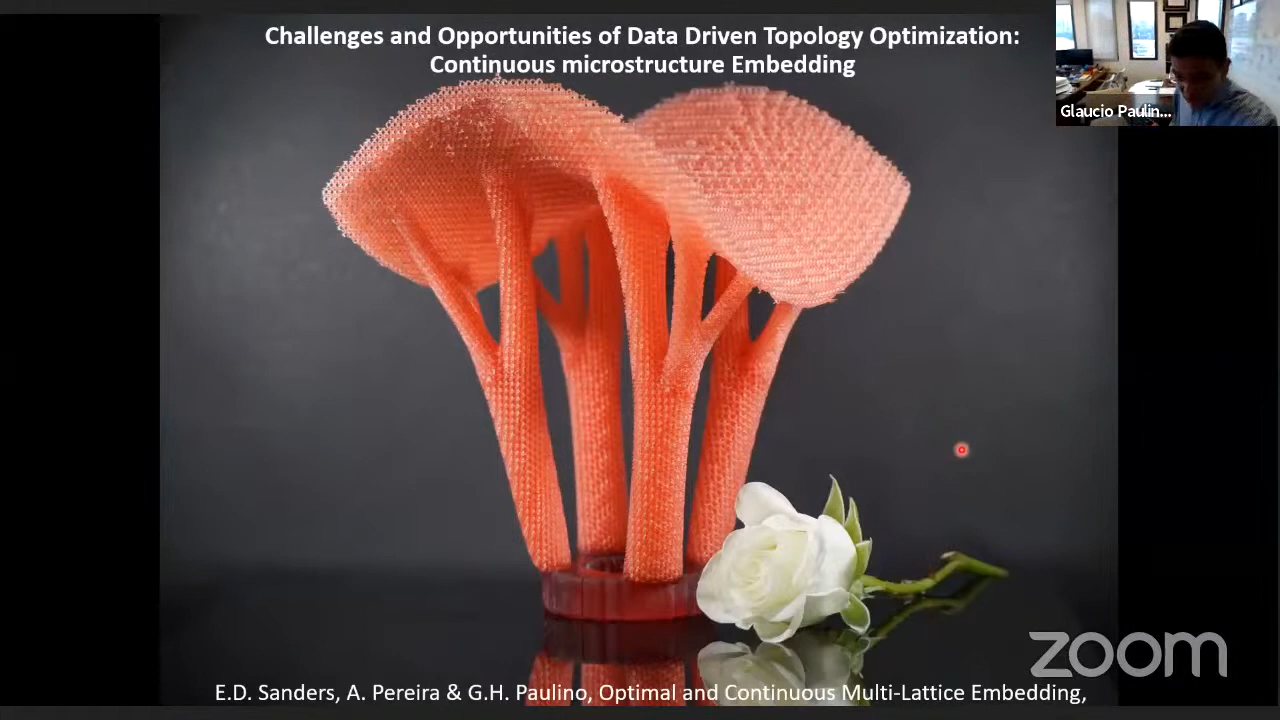 Challenges and Opportunities of Data Driven Topology Optimization:
Continuous microstructure Embedding
Glaucio Paulin...
zoom
E.D. Sanders, A. Pereira & G.H. Paulino, Optimal and Continuous Multi-Lattice Embedding,